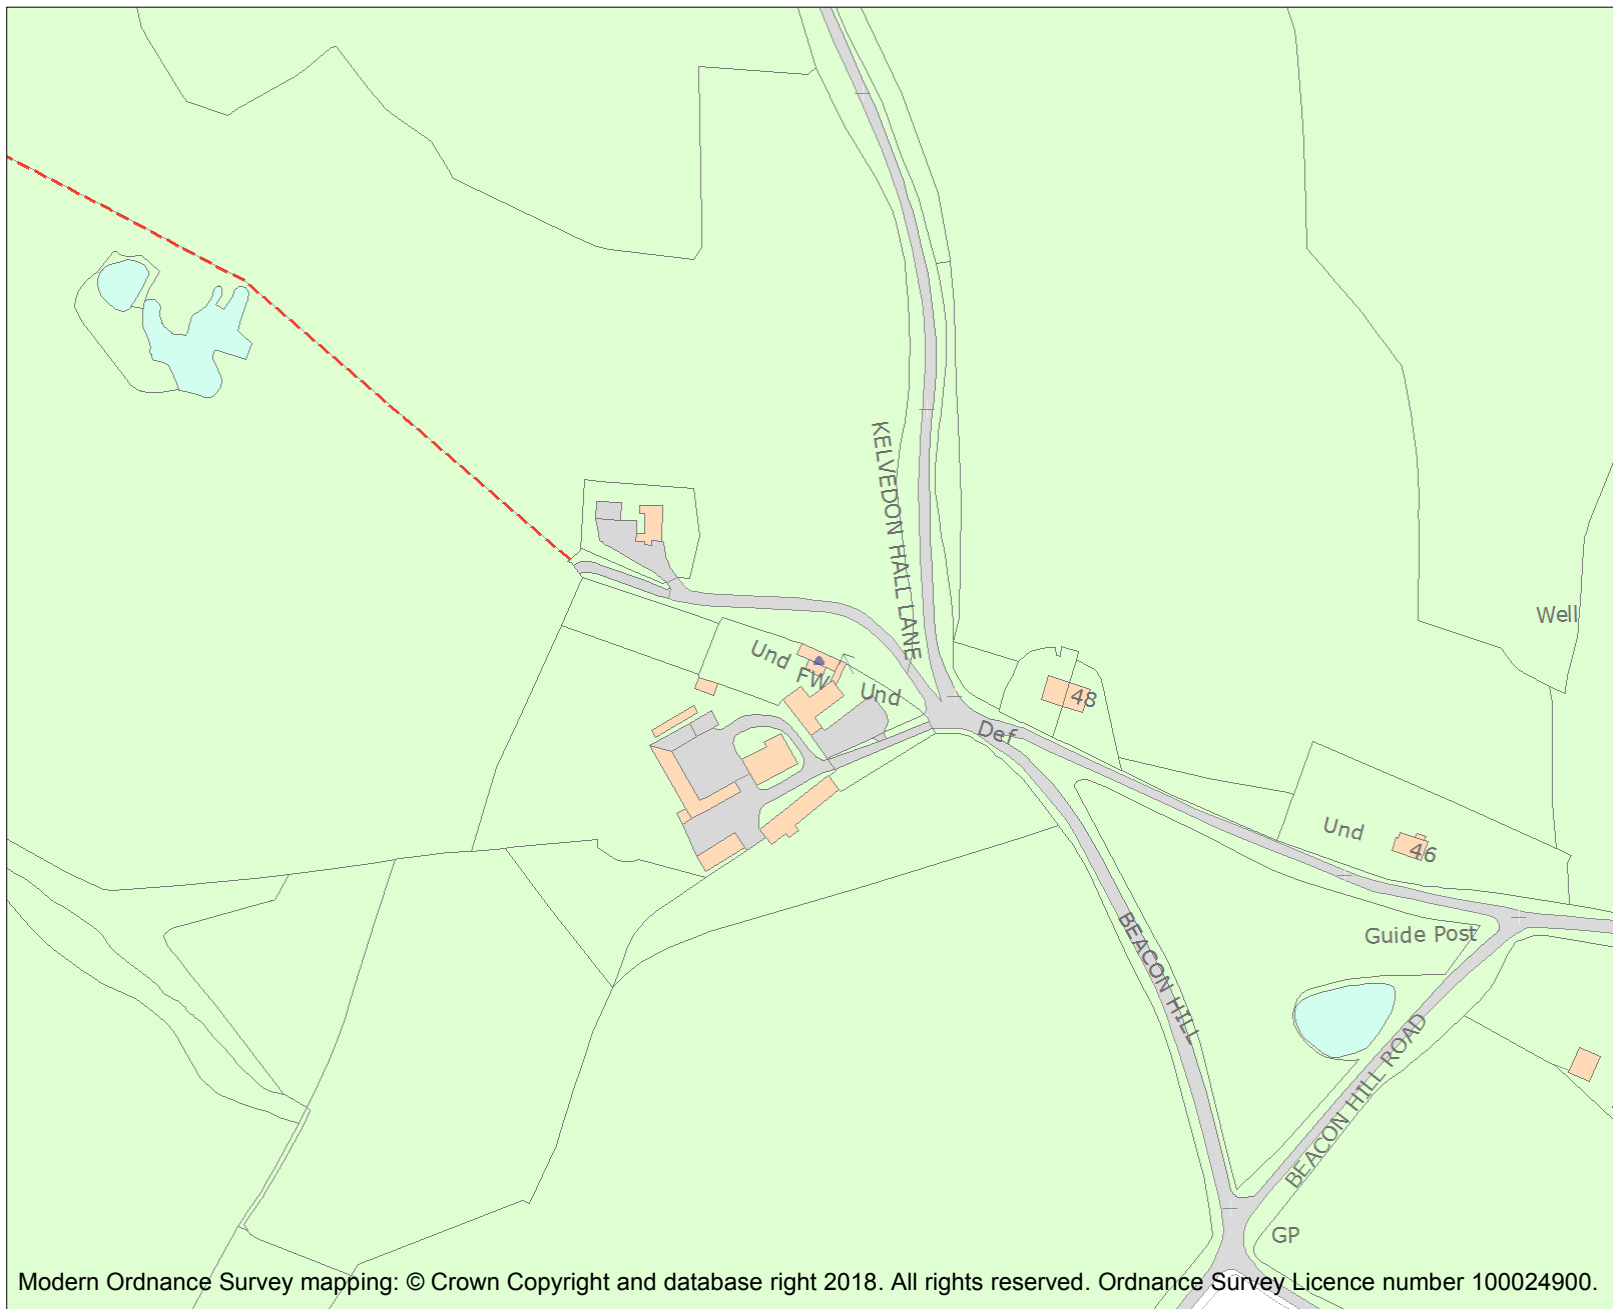 KELVEDON HALL LANE
Well
Und
FW
Und
48
Def
Und
46
BEACON HILL
Guide Post
BEACON HILL ROAD
GP
Modern Ordnance Survey mapping: © Crown Copyright and database right 2018. All rights reserved. Ordnance Survey Licence number 100024900.